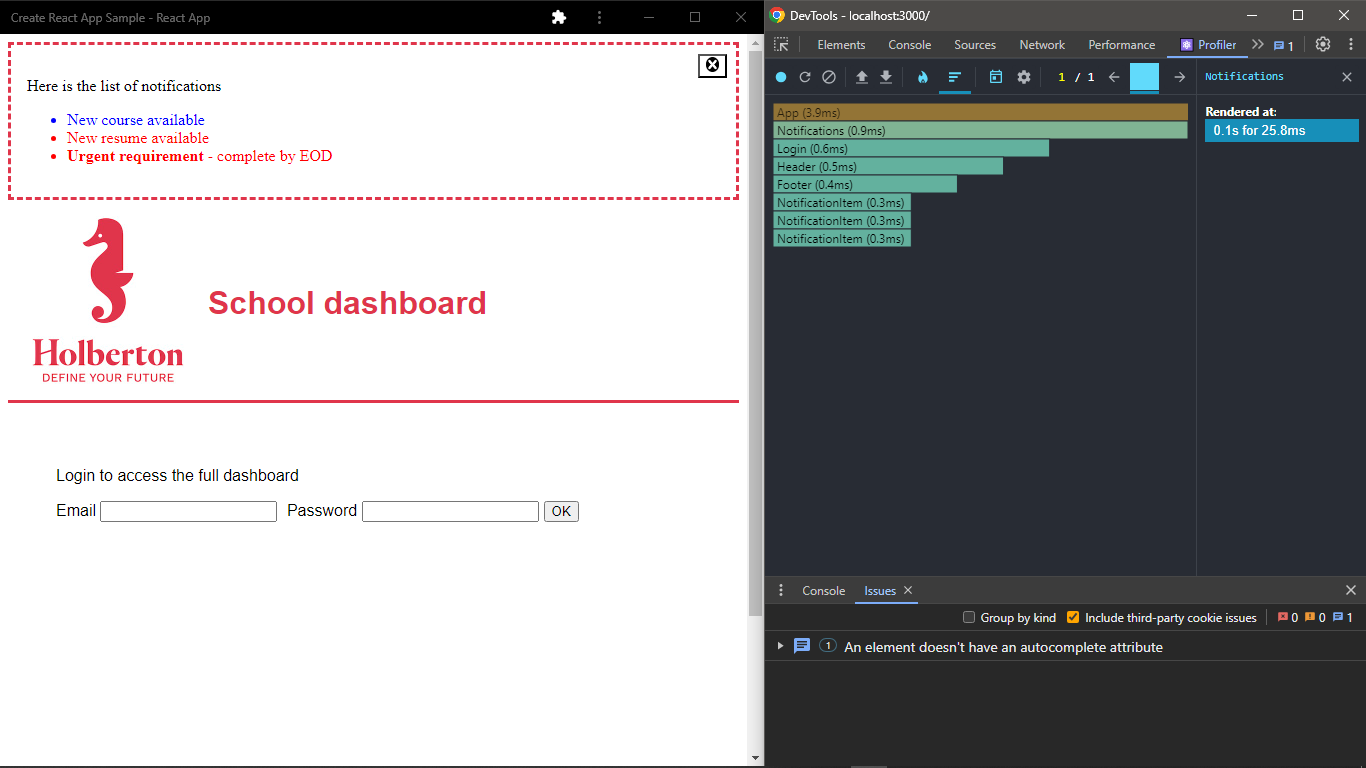 Create React App Sample - React App
Here is the list of notifications
New course available
New resume available
Urgent requirement - complete by EOD
Holberton
DEFINE YOUR FUTURE
School dashboard
Login to access the full dashboard
Email Password OK
DevTools - localhost:3000/
Elements Console Sources Network Performance Profiler 1
1 / 1
App (3.9ms)
Notifications (0.9ms)
Login (0.6ms)
Header (0.5ms)
Footer (0.4ms)
NotificationItem (0.3ms)
NotificationItem (0.3ms)
NotificationItem (0.3ms)
Notifications
Rendered at:
0.1s for 25.8ms
Console Issues
Group by kind Include third-party cookie issues 0 0 1
1 An element doesn't have an autocomplete attribute